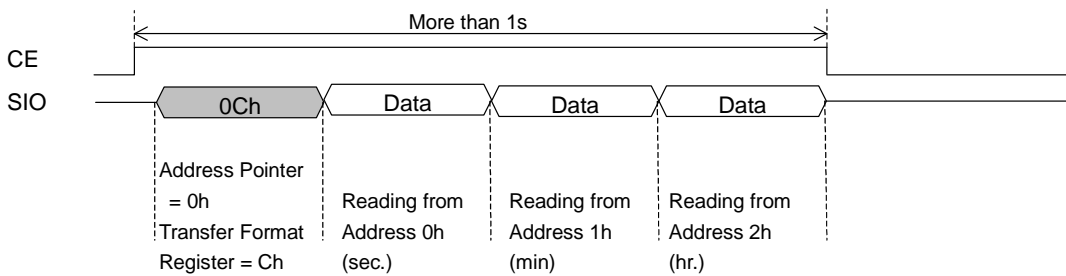 More than 1s
CE
SIO
0Ch
Data
Data
Data
Address Pointer
= 0h
Transfer Format
Register = Ch
Reading from
Address 0h
(sec.)
Reading from
Address 1h
(min)
Reading from
Address 2h
(hr.)